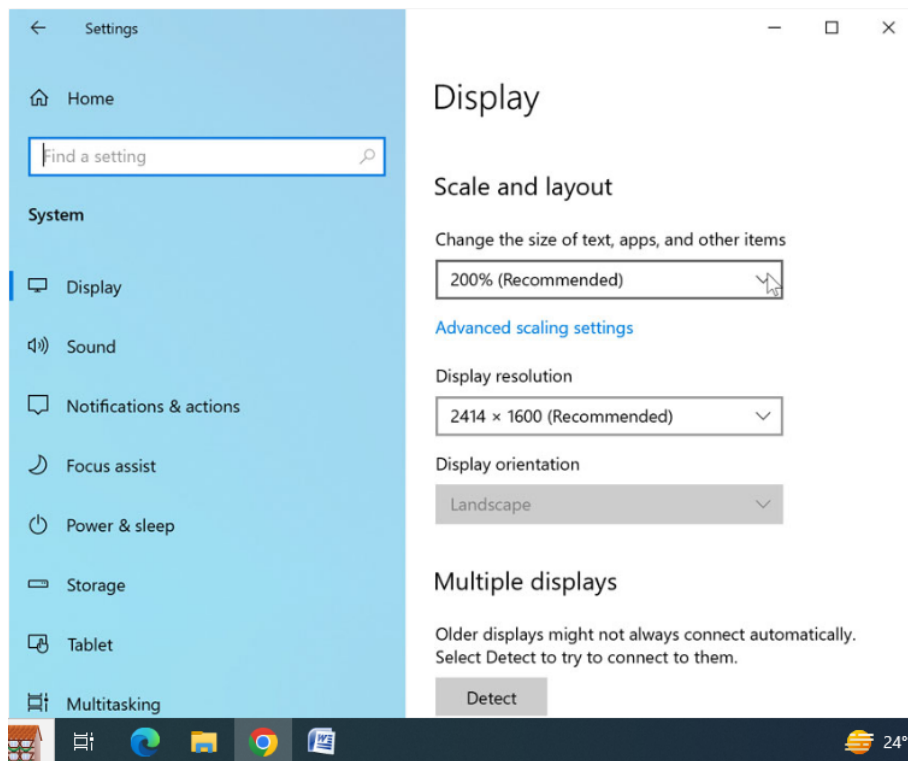 Settings
Home
Find a setting
System
Display
Sound
Notifications & actions
Focus assist
Power & sleep
Storage
Tablet
Multitasking
Display
Scale and layout
Change the size of text, apps, and other items
200% (Recommended)
Advanced scaling settings
Display resolution
2414 × 1600 (Recommended)
Display orientation
Landscape
Multiple displays
Older displays might not always connect automatically.
Select Detect to try to connect to them.
Detect
24°